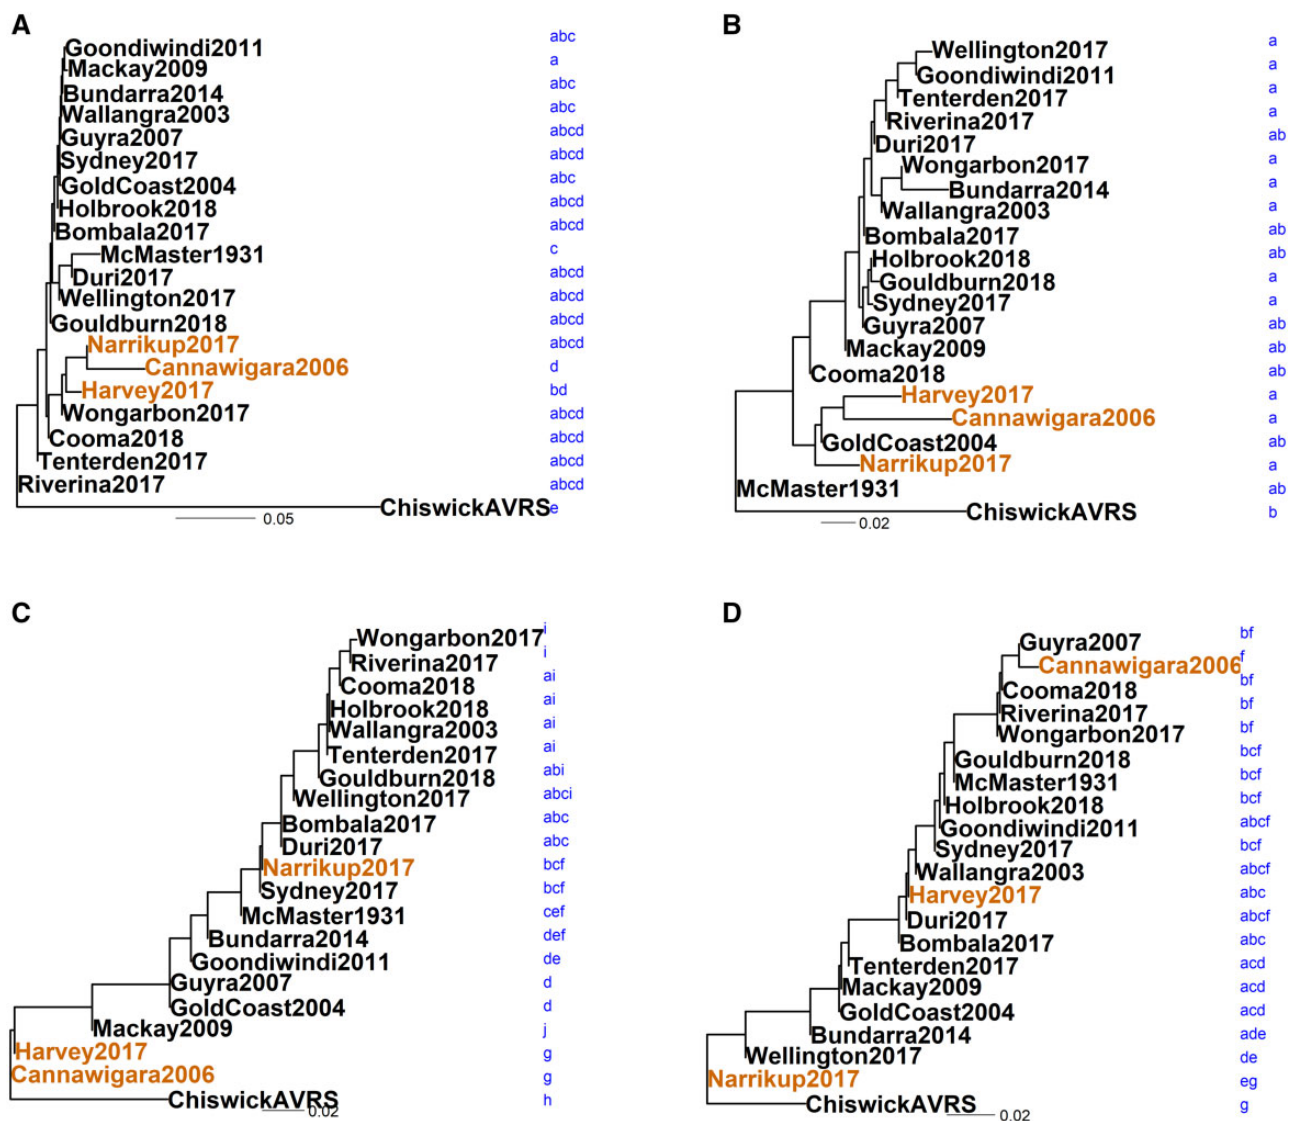 A
Goondiwindi2011 abc
Mackay2009 a
Bundarra2014 abc
Wallangra2003 abc
Guyra2007 abcd
Sydney2017 abcd
GoldCoast2004 abc
Holbrook2018 abcd
Bombala2017 abcd
McMaster1931 c
Duri2017 abcd
Wellington2017 abcd
Gouldburn2018 abcd
Narrikup2017 abcd
Cannawigara2006 d
Harvey2017 bd
Wongarbon2017 abcd
Cooma2018 abcd
Tenterden2017 abcd
Riverina2017 abcd
ChiswickAVRS e
0.05
B
Wellington2017 a
Goondiwindi2011 a
Tenterden2017 a
Riverina2017 a
Duri2017 ab
Wongarbon2017 a
Bundarra2014 a
Wallangra2003 a
Bombala2017 ab
Holbrook2018 ab
Gouldburn2018 a
Sydney2017 a
Guyra2007 ab
Mackay2009 ab
Cooma2018 ab
Harvey2017 a
Cannawigara2006 a
GoldCoast2004 ab
Narrikup2017 a
McMaster1931 ab
ChiswickAVRS b
0.02
C
Wongarbon2017 i
Riverina2017 i
Cooma2018 ai
Holbrook2018 ai
Wallangra2003 ai
Tenterden2017 ai
Gouldburn2018 abi
Wellington2017 abci
Bombala2017 abc
Duri2017 abc
Narrikup2017 bcf
Sydney2017 bcf
McMaster1931 cef
Bundarra2014 def
Goondiwindi2011 de
Guyra2007 d
GoldCoast2004 d
Mackay2009 j
Harvey2017 g
Cannawigara2006 g
ChiswickAVRS h
0.02
D
Guyra2007 bf
Cannawigara2006 f
Cooma2018 bf
Riverina2017 bf
Wongarbon2017 bf
Gouldburn2018 bcf
McMaster1931 bcf
Holbrook2018 bcf
Goondiwindi2011 abcf
Sydney2017 bcf
Wallangra2003 abcf
Harvey2017 abc
Duri2017 abcf
Bombala2017 abc
Tenterden2017 acd
Mackay2009 acd
GoldCoast2004 acd
Bundarra2014 ade
Wellington2017 de
Narrikup2017 eg
ChiswickAVRS g
0.02